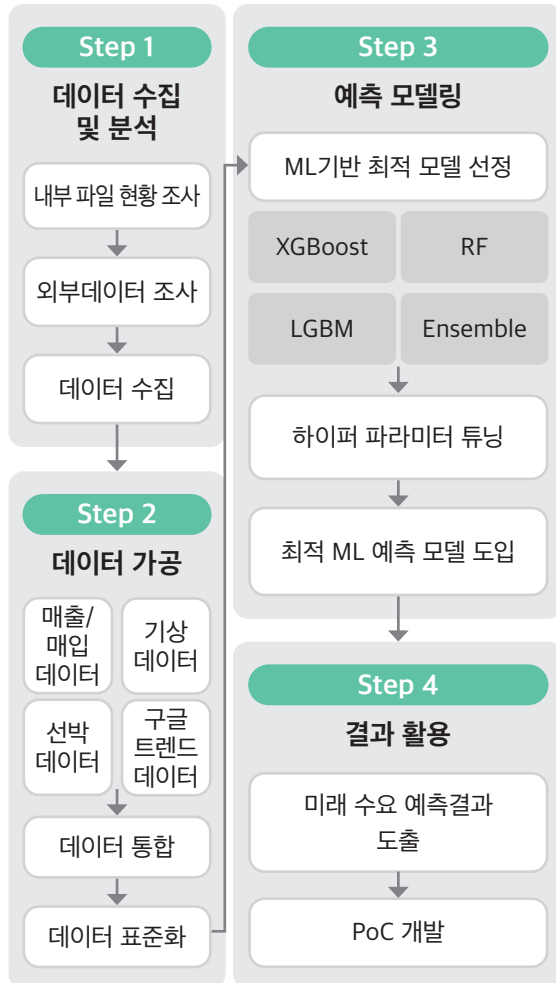 Step 1
데이터 수집
및 분석
내부 파일 현황 조사
외부데이터 조사
데이터 수집
Step 2
데이터 가공
매출/
매입
데이터
기상
데이터
선박
데이터
구글
트렌드
데이터
데이터 통합
데이터 표준화
Step 3
예측 모델링
ML기반 최적 모델 선정
XGBoost
RF
LGBM
Ensemble
하이퍼 파라미터 튜닝
최적 ML 예측 모델 도입
Step 4
결과 활용
미래 수요 예측결과
도출
PoC 개발